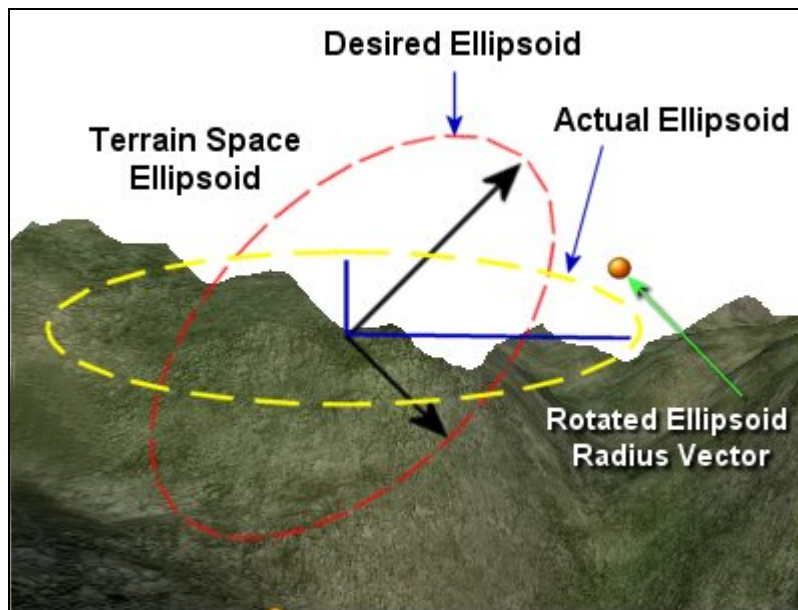 Desired Ellipsoid
Actual Ellipsoid
Terrain Space
Ellipsoid
Rotated Ellipsoid
Radius Vector